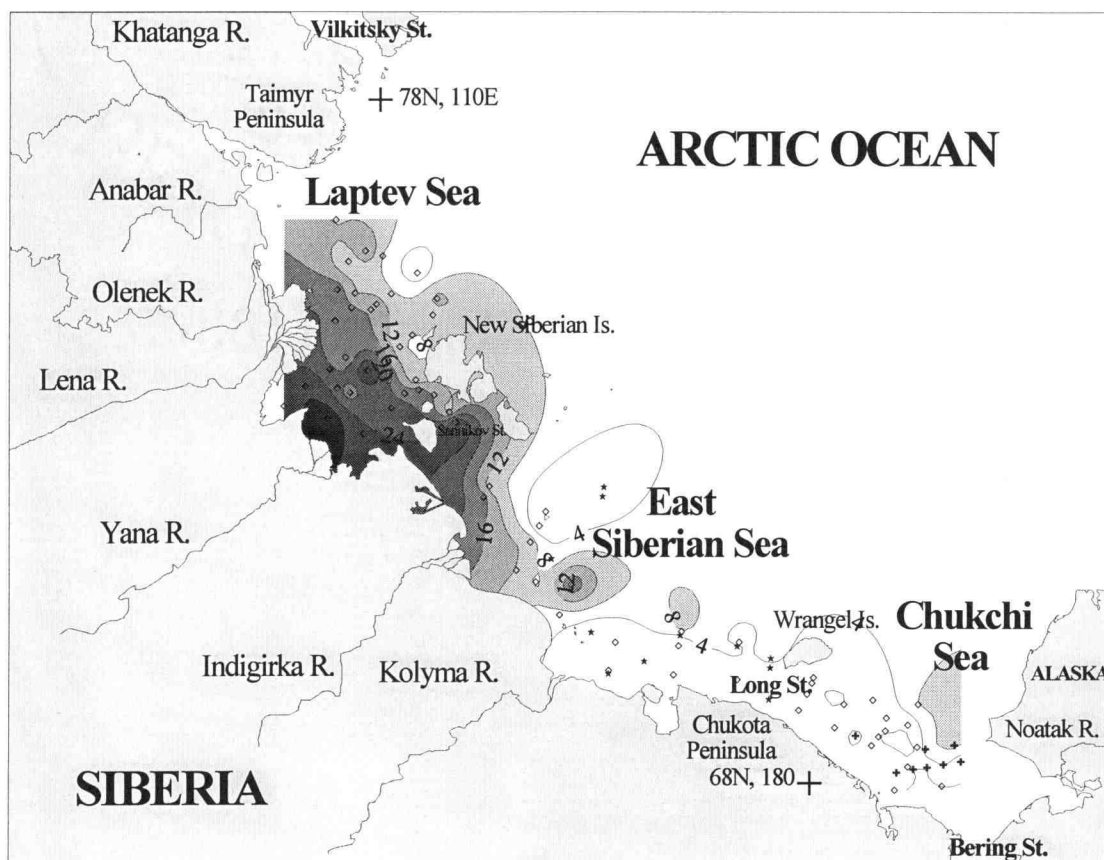 Khatanga R.
Vilkitsky St.
Taimyr
Peninsula
78N, 110E
ARCTIC OCEAN
Anabar R.
Laptev Sea
Olenek R.
12
16
20
8
New Siberian Is.
Lena R.
24
Sannikov St.
12
16
4
East
Siberian Sea
Yana R.
8
12
8
4
Wrangel Is.
Chukchi
Sea
Indigirka R.
Kolyma R.
Long St.
ALASKA
Chukota
Peninsula
Noatak R.
68N, 180
SIBERIA
Bering St.